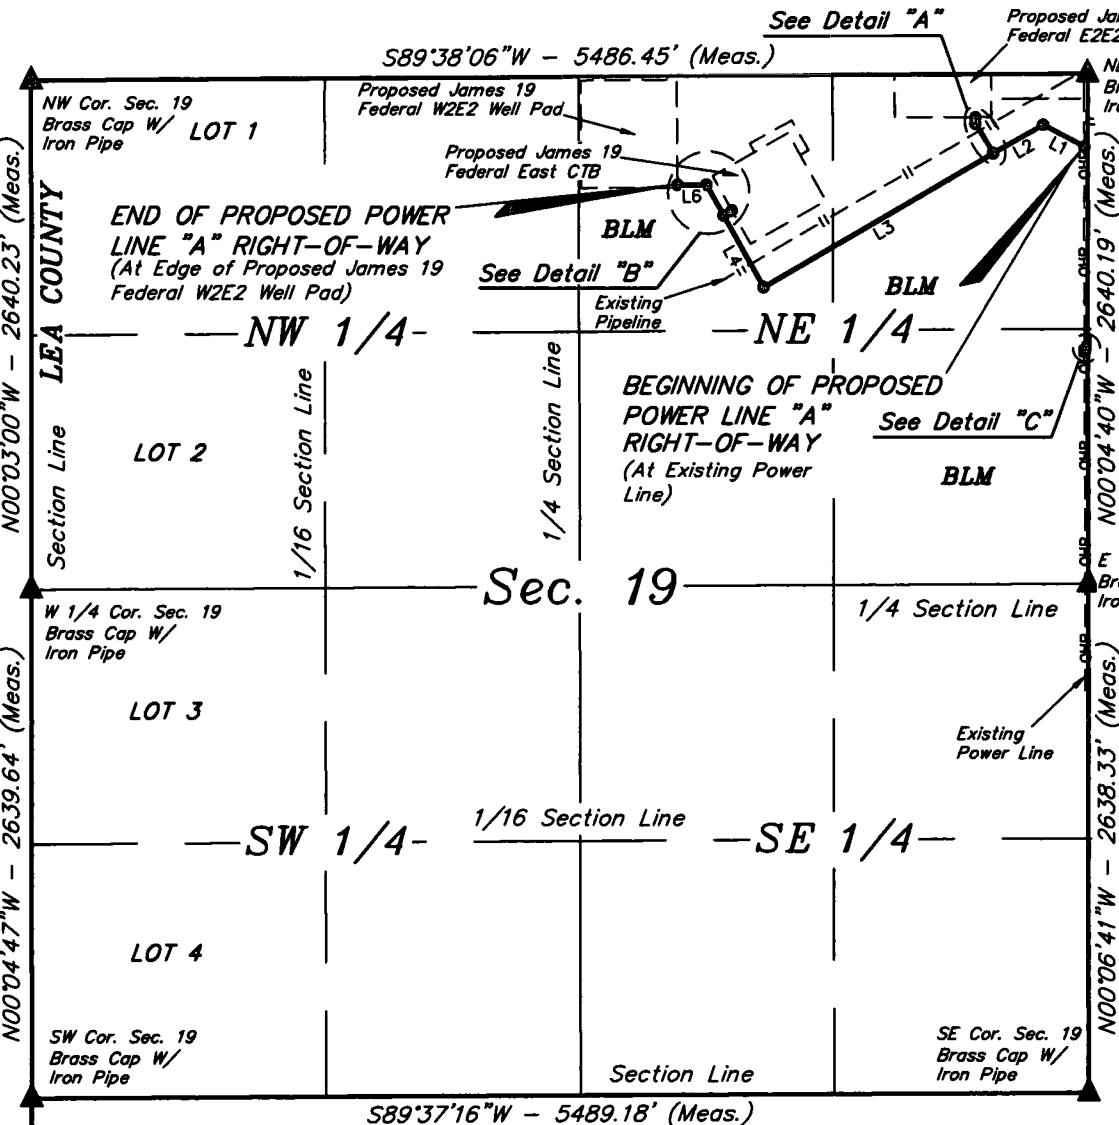 See Detail "A"
Proposed Ja
Federal E2E2
S89°38'06"W - 5486.45' (Meas.)
NW Cor. Sec. 19
Brass Cap W/
Iron Pipe
LOT 1
Proposed James 19
Federal W2E2 Well Pad
Proposed James 19
Federal East CTB
L1
L2
L3
L4
L6
BLM
END OF PROPOSED POWER
LINE "A" RIGHT-OF-WAY
(At Edge of Proposed James 19
Federal W2E2 Well Pad)
See Detail "B"
Existing
Pipeline
BLM
N00°03'00"W - 2640.23' (Meas.)
LEA COUNTY
Section Line
NW 1/4
NE 1/4
N00°04'40"W - 2640.19' (Meas.)
BEGINNING OF PROPOSED
POWER LINE "A"
RIGHT-OF-WAY
(At Existing Power
Line)
See Detail "C"
BLM
LOT 2
1/16 Section Line
1/4 Section Line
OHP
OHP
OHP
OHP
OHP
Sec. 19
E
W 1/4 Cor. Sec. 19
Brass Cap W/
Iron Pipe
1/4 Section Line
LOT 3
N00°04'47"W - 2639.64' (Meas.)
Existing
Power Line
N00°06'41"W - 2638.33' (Meas.)
1/16 Section Line
SW 1/4
SE 1/4
LOT 4
SW Cor. Sec. 19
Brass Cap W/
Iron Pipe
SE Cor. Sec. 19
Brass Cap W/
Iron Pipe
Section Line
S89°37'16"W - 5489.18' (Meas.)